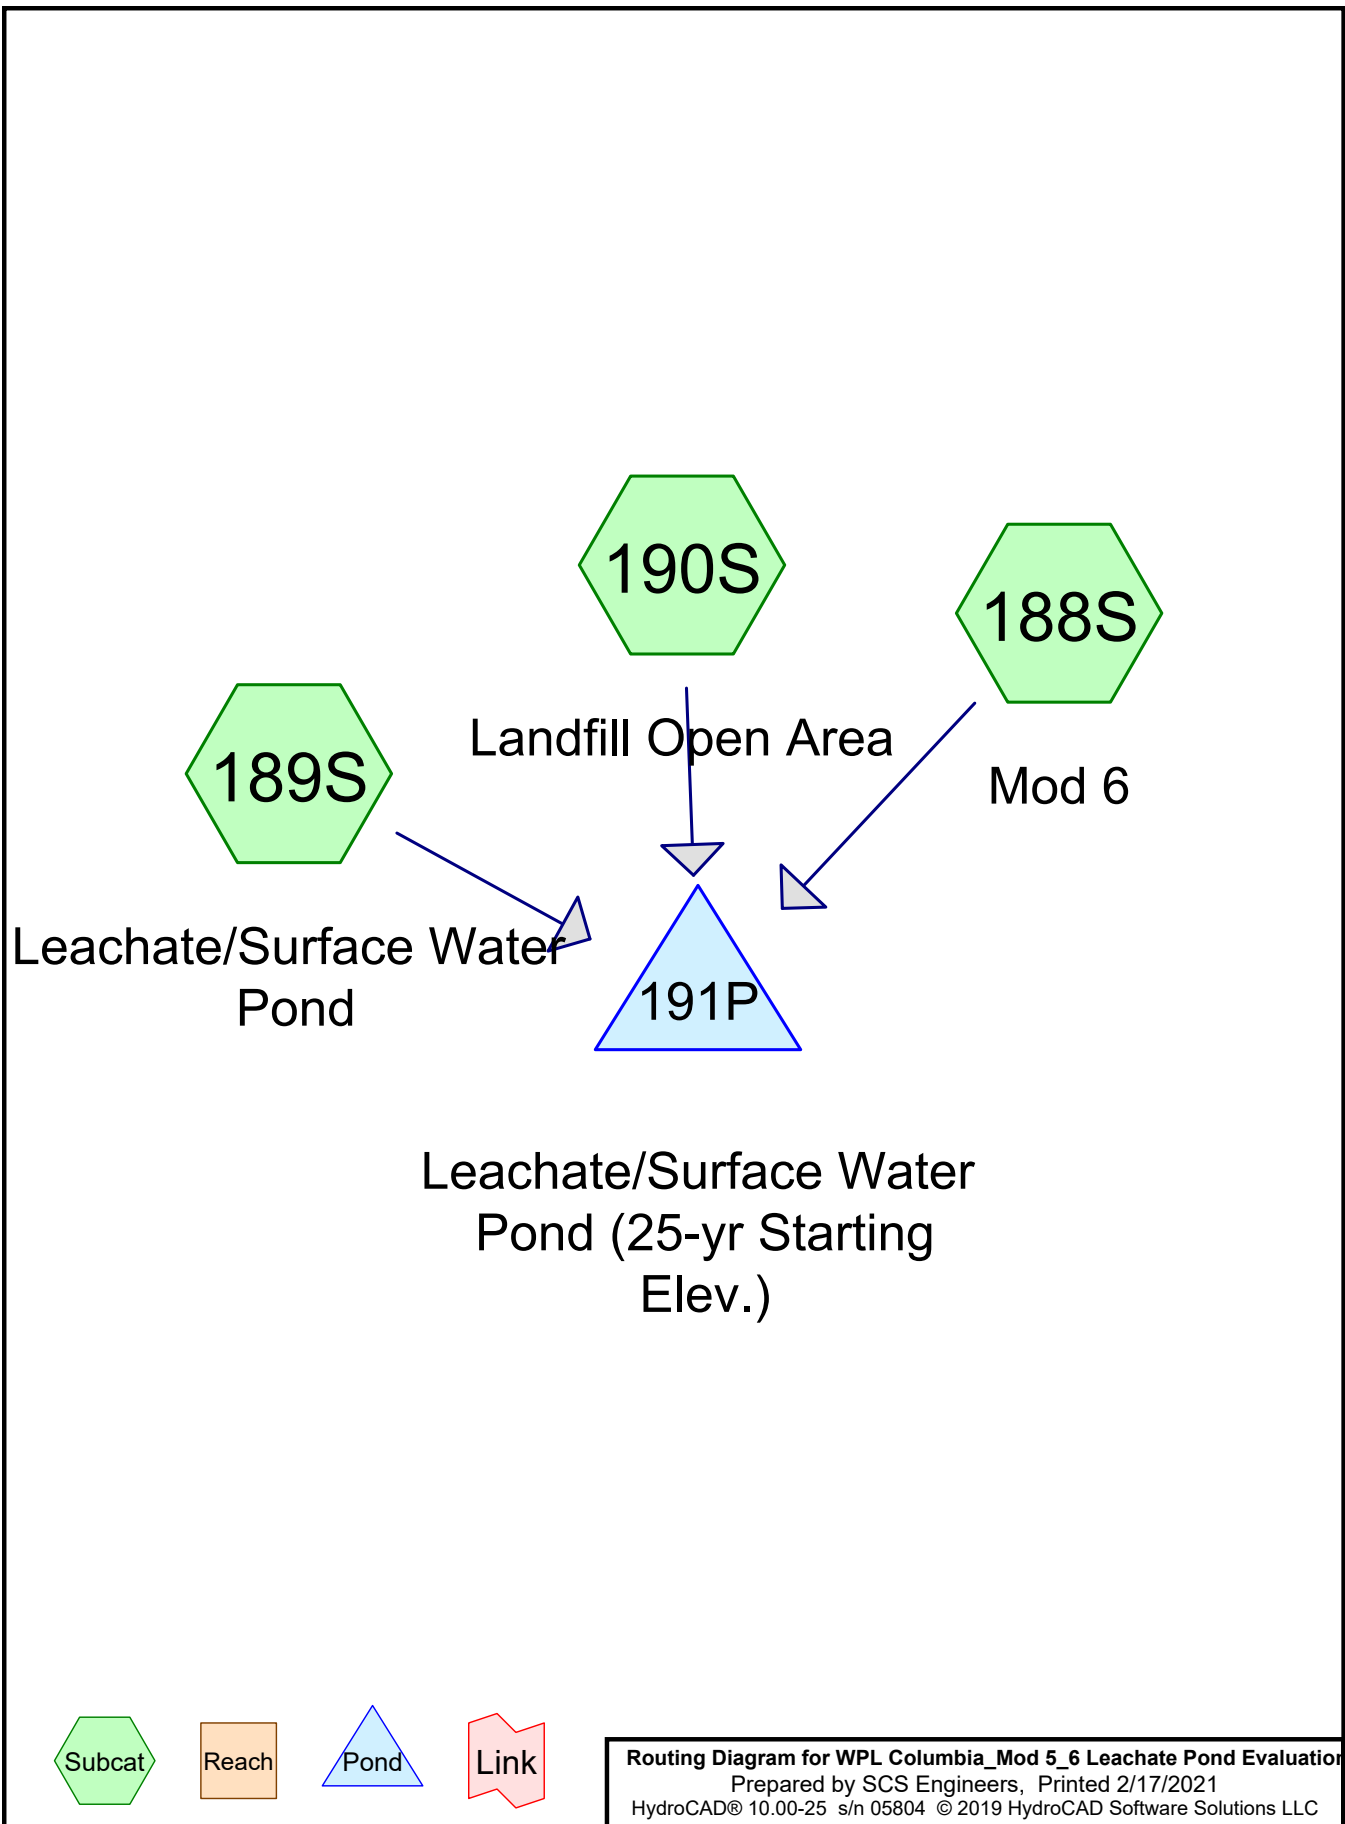 190S
188S
Landfill Open Area
189S
Mod 6
Leachate/Surface Water
Pond
191P
Leachate/Surface Water
Pond (25-yr Starting
Elev.)
Subcat
Reach
Pond
Link
Routing Diagram for WPL Columbia_Mod 5_6 Leachate Pond Evaluation
Prepared by SCS Engineers, Printed 2/17/2021
HydroCAD® 10.00-25 s/n 05804 © 2019 HydroCAD Software Solutions LLC